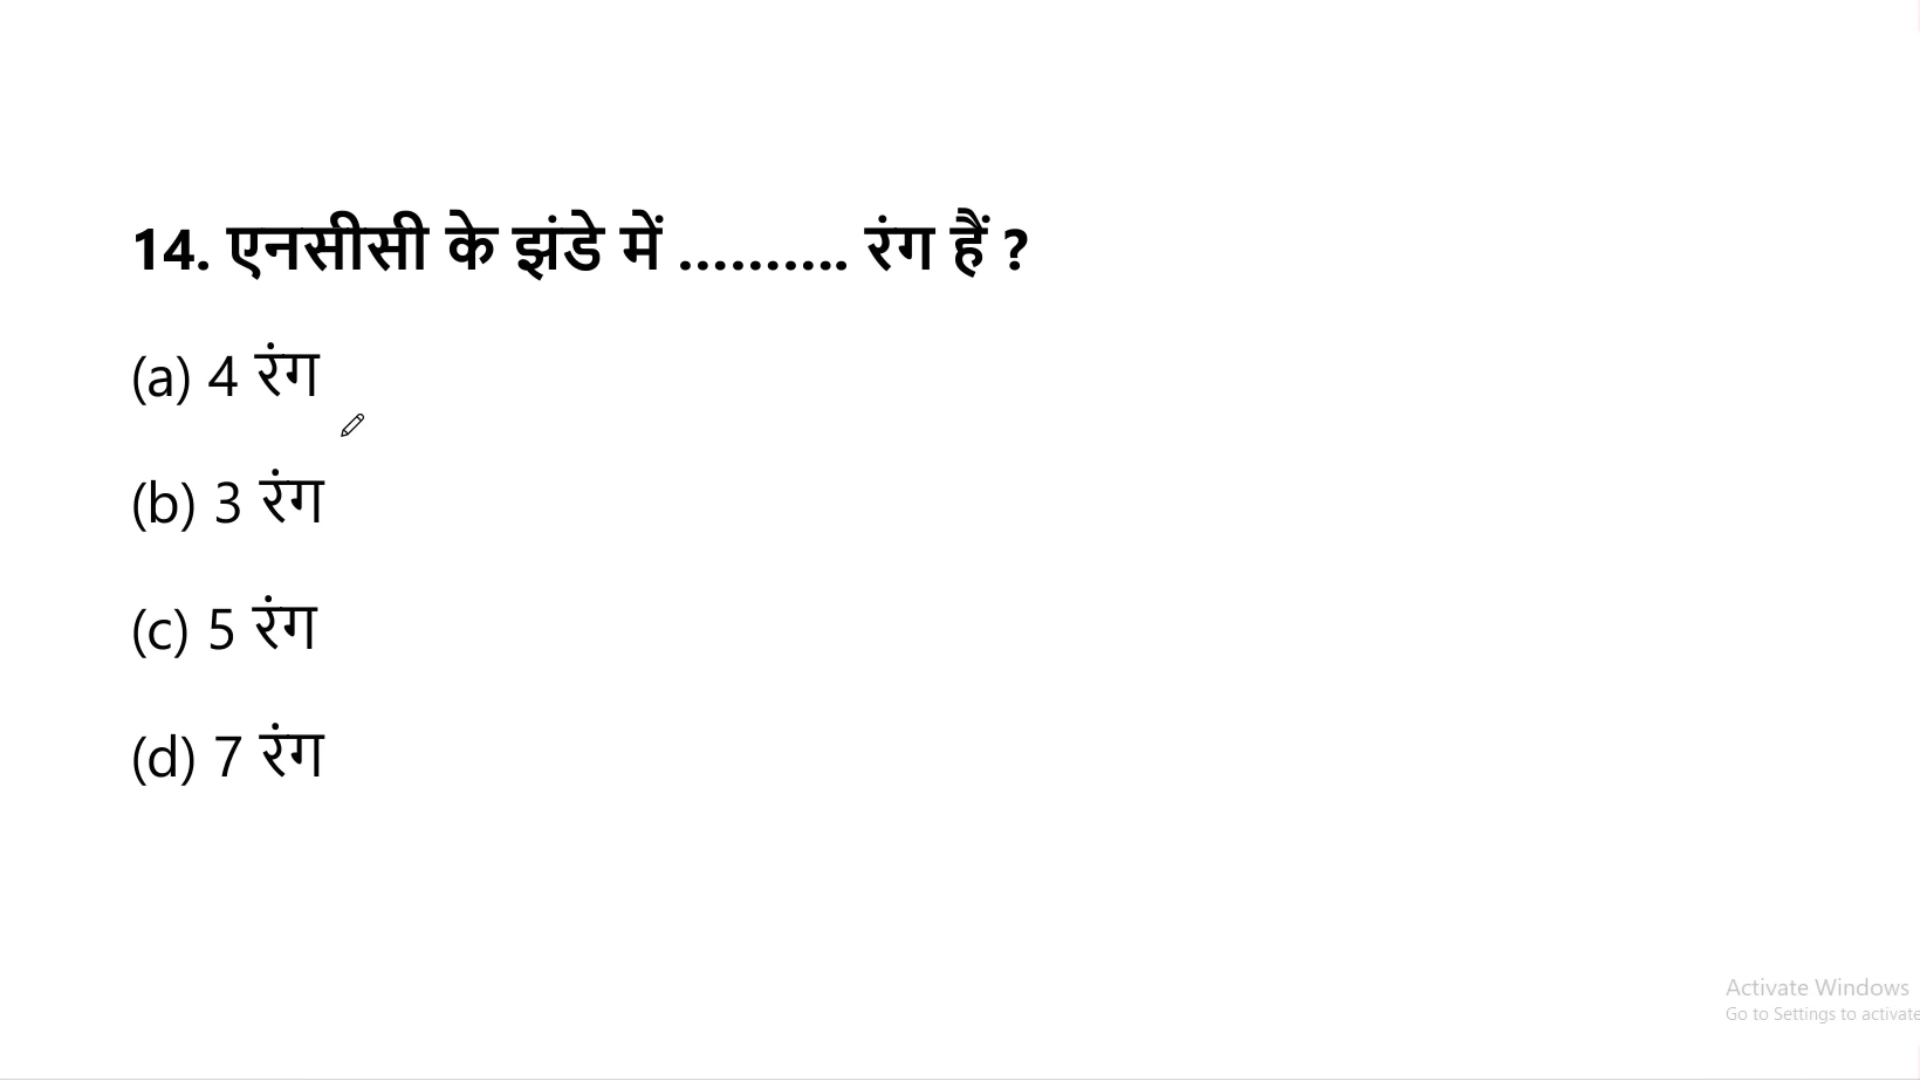 14. एनसीसी के झंडे में .......... रंग हैं ?
(a) 4 रंग
(b) 3 रंग
(c) 5 रंग
(d) 7 रंग
Activate Windows
Go to Settings to activate